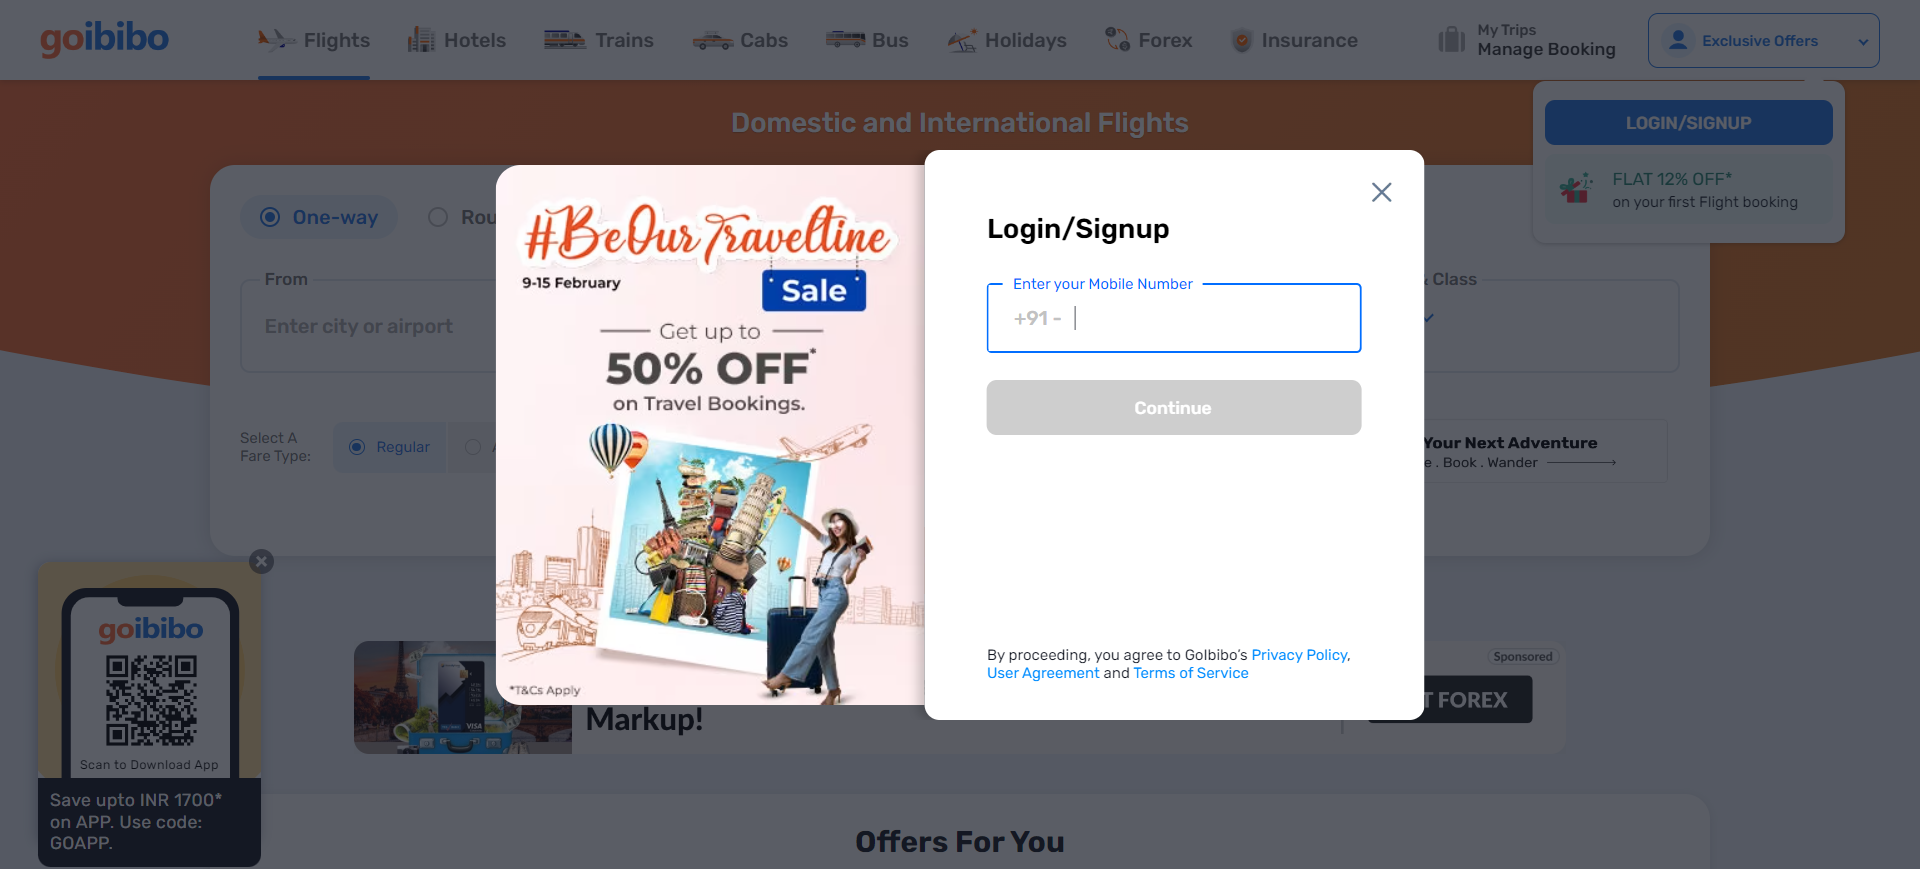 goibibo
Flights
Hotels
Trains
Cabs
Bus
Holidays
Forex
Insurance
My Trips
Manage Booking
Exclusive Offers
LOGIN/SIGNUP
FLAT 12% OFF*
on your first Flight booking
Domestic and International Flights
One-way
Rou
From
Enter city or airport
Select A
Fare Type:
Regular
& Class
Your Next Adventure
e . Book . Wander
#BeOurTraveltine
9-15 February
Sale
Get up to
50% OFF*
on Travel Bookings.
*T&Cs Apply
Login/Signup
Enter your Mobile Number
+91 -
Continue
By proceeding, you agree to GoIbibo's Privacy Policy,
User Agreement and Terms of Service
goibibo
Scan to Download App
Save upto INR 1700*
on APP. Use code:
GOAPP.
VISA
Markup!
Sponsored
T FOREX
Offers For You